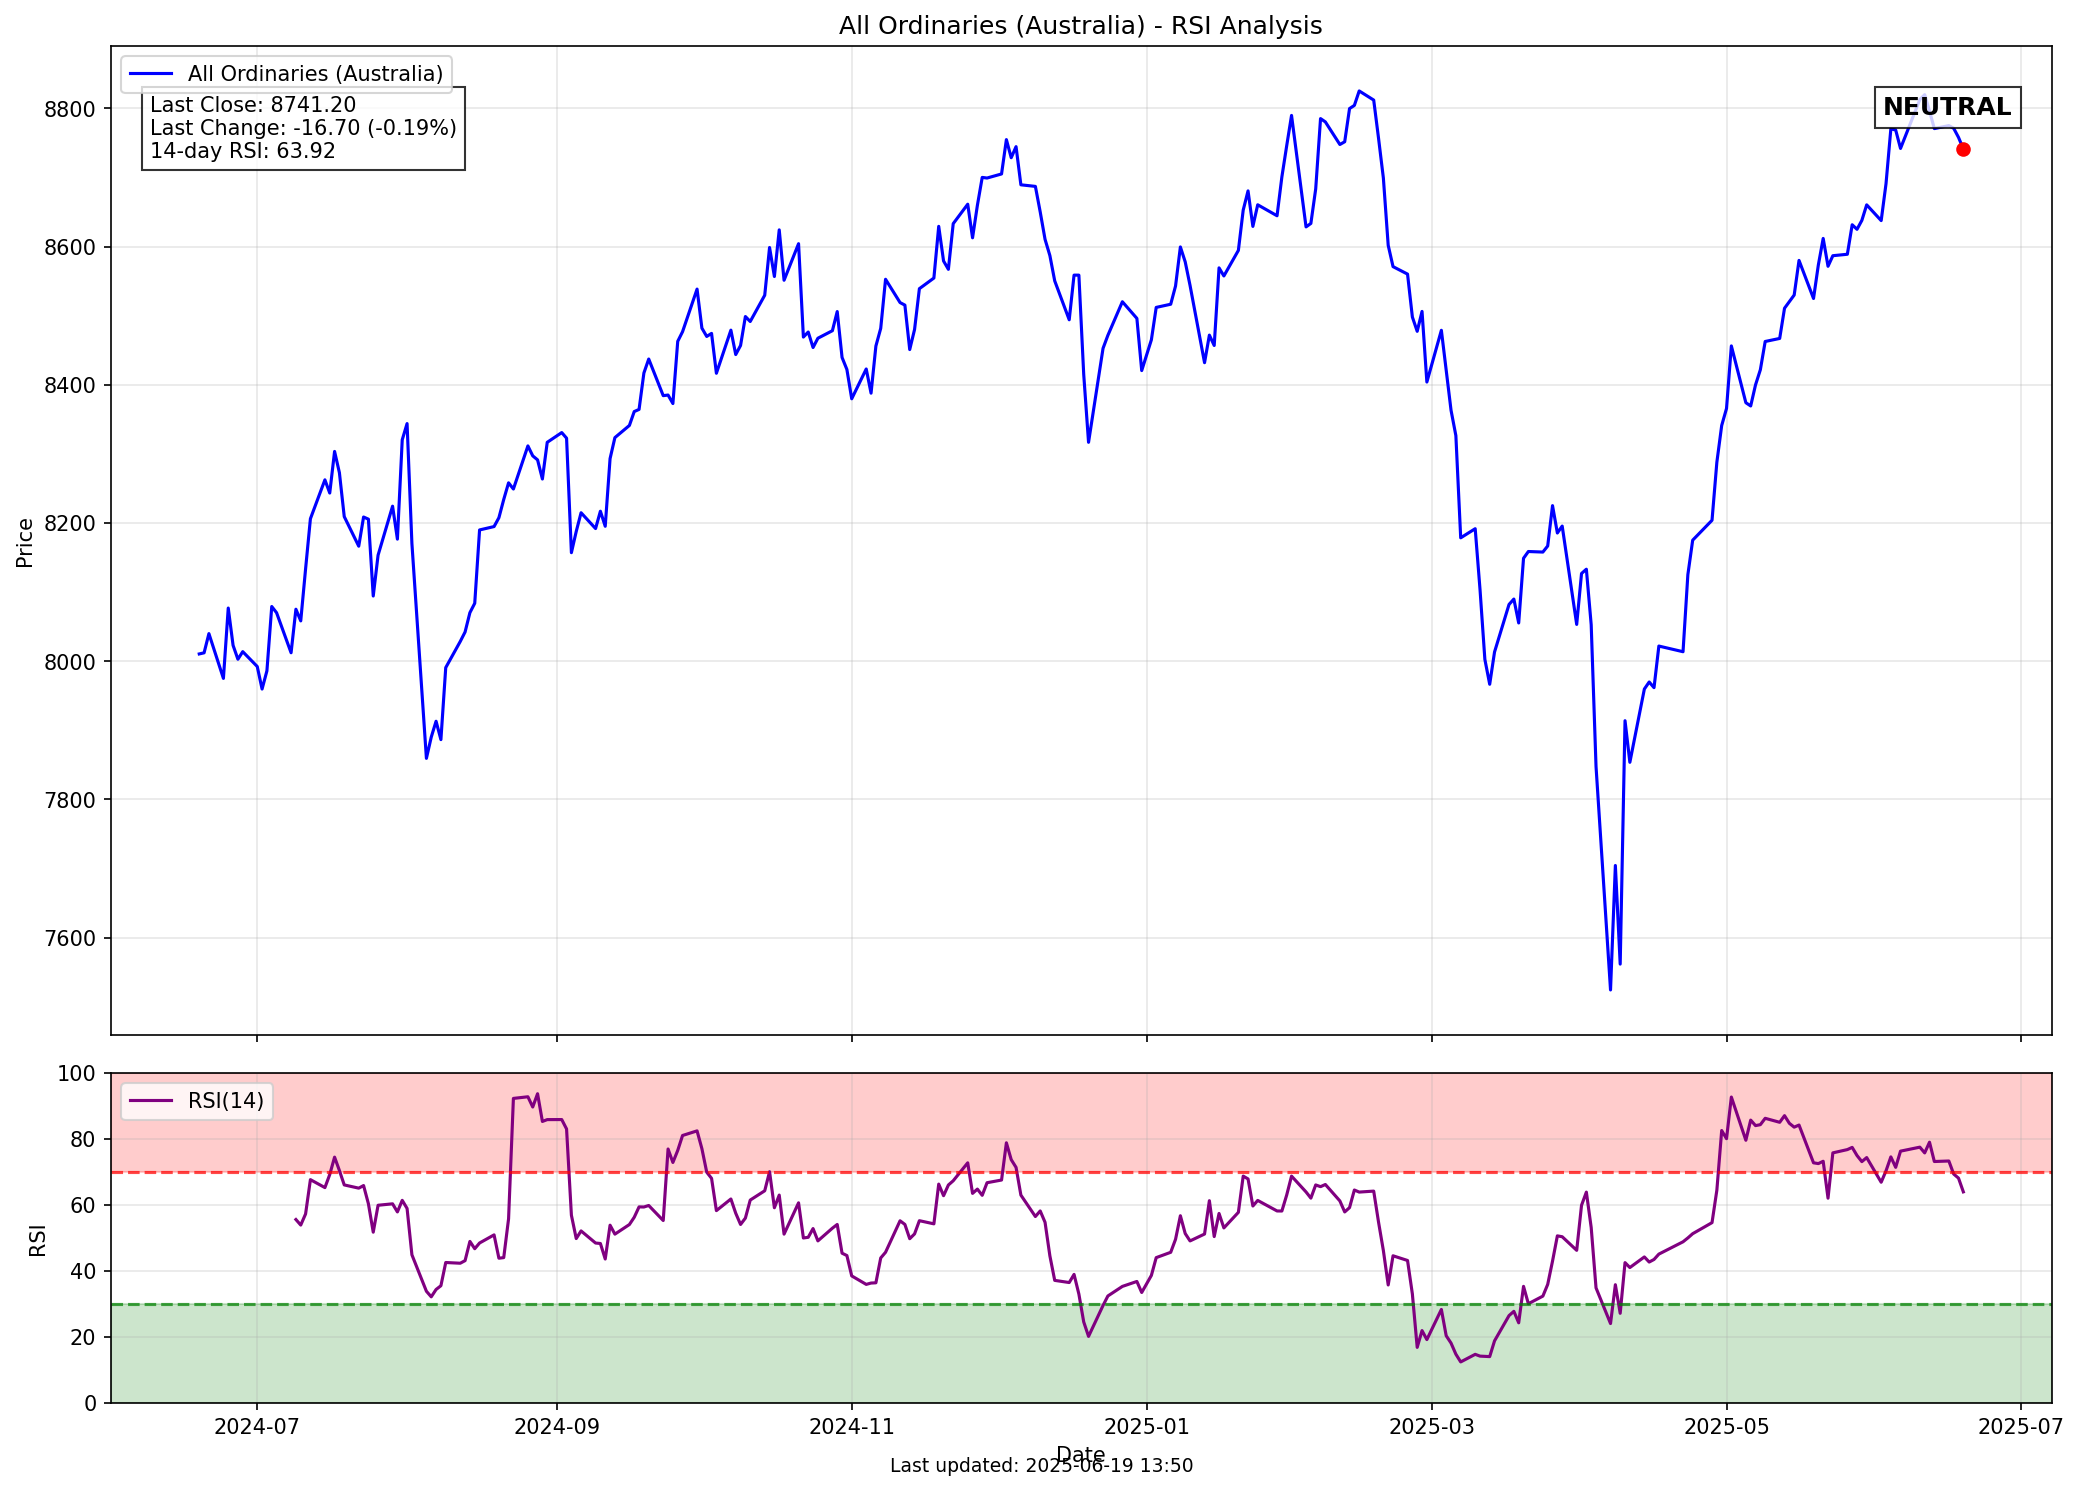 All Ordinaries (Australia) - RSI Analysis
All Ordinaries (Australia)
Last Close: 8741.20
Last Change: -16.70 (-0.19%)
14-day RSI: 63.92
NEUTRAL
Price
8800
8600
8400
8200
8000
7800
7600
RSI(14)
RSI
100
80
60
40
20
0
2024-07 2024-09 2024-11 2025-01 2025-03 2025-05 2025-07
Date
Last updated: 2025-06-19 13:50